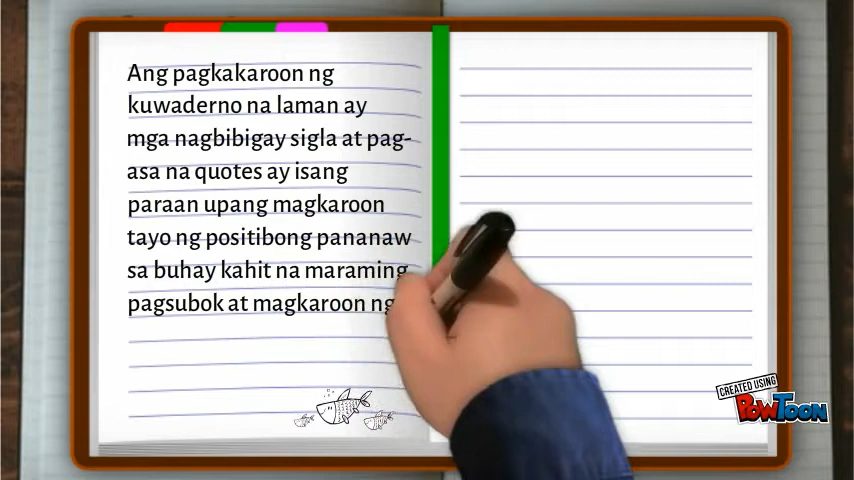 Ang pagkakaroon ng
kuwaderno na laman ay
mga nagbibigay sigla at pag-
asa na quotes ay isang
paraan upang magkaroon
tayo ng positibong pananaw
sa buhay kahit na maraming
pagsubok at magkaroon ng
CREATED USING
POWTOON